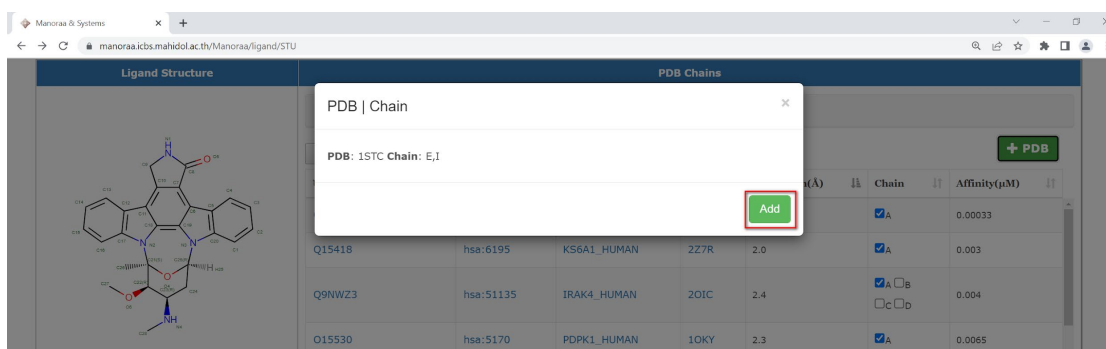 Manoraa & Systems
manoraa.icbs.mahidol.ac.th/Manoraa/ligand/STU
Ligand Structure
PDB Chains
PDB | Chain
PDB: 1STC Chain: E,I
Add
+ PDB
(Å) Chain Affinity(μM)
A 0.00033
Q15418 hsa:6195 KS6A1_HUMAN 2Z7R 2.0 A 0.003
Q9NWZ3 hsa:51135 IRAK4_HUMAN 2OIC 2.4 A B C D 0.004
O15530 hsa:5170 PDPK1_HUMAN 1OKY 2.3 A 0.0065
H
N
O
N
N
H
O
O
NH